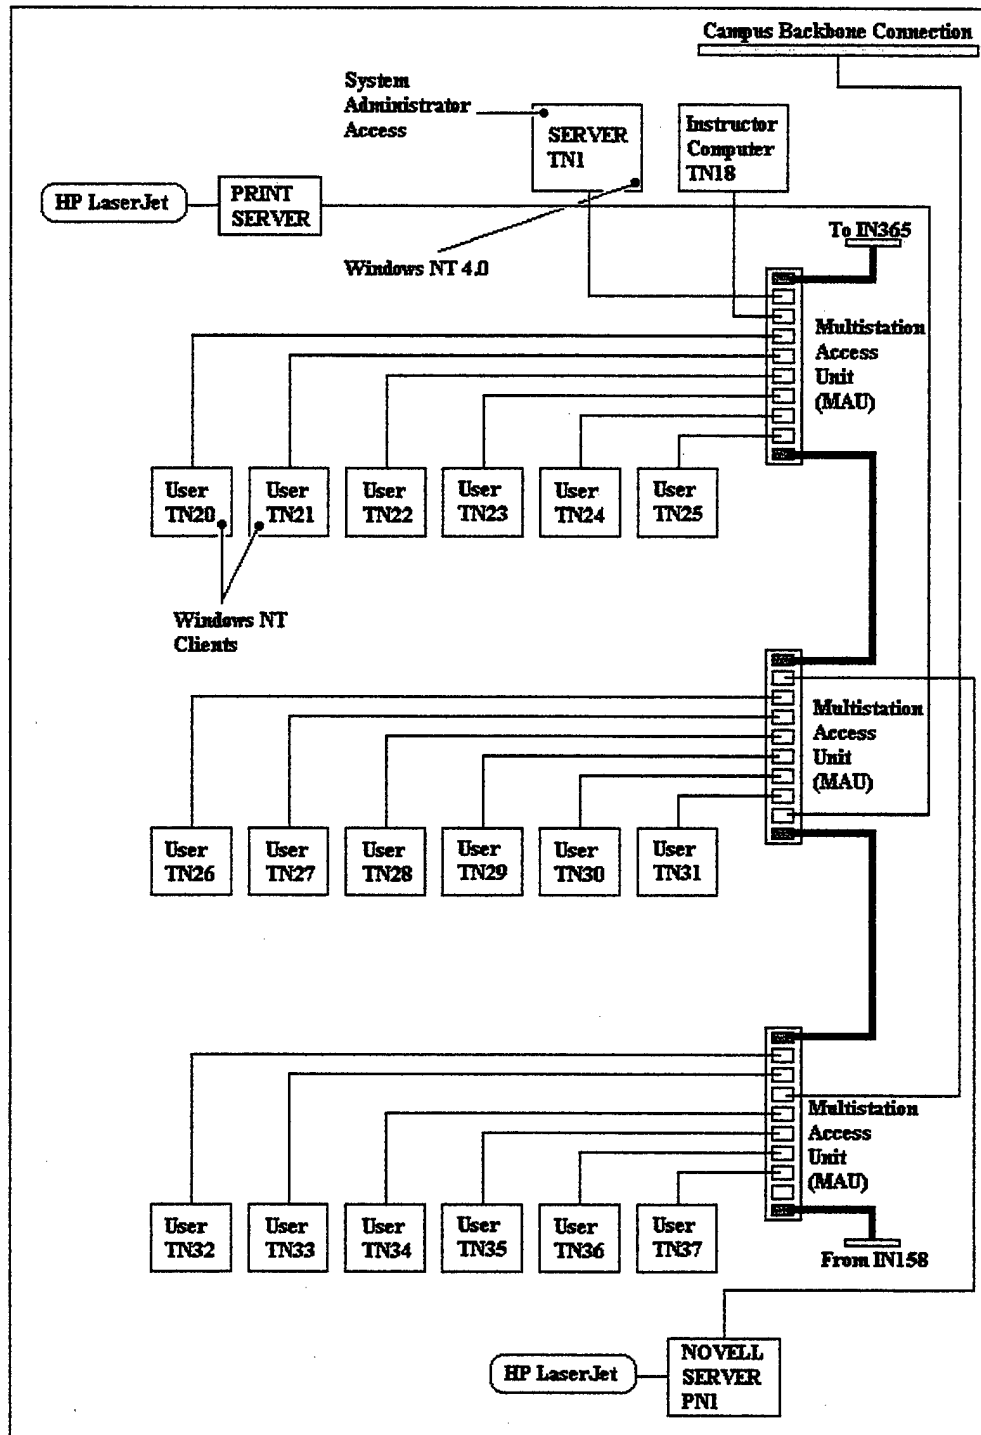 Campus Backbone Connection
System
Administrator
Access
SERVER
TN1
Instructor
Computer
TN18
HP LaserJet
PRINT
SERVER
Windows NT 4.0
To IN365
Multistation
Access
Unit
(MAU)
User
TN20
User
TN21
User
TN22
User
TN23
User
TN24
User
TN25
Windows NT
Clients
Multistation
Access
Unit
(MAU)
User
TN26
User
TN27
User
TN28
User
TN29
User
TN30
User
TN31
Multistation
Access
Unit
(MAU)
User
TN32
User
TN33
User
TN34
User
TN35
User
TN36
User
TN37
From IN158
HP LaserJet
NOVELL
SERVER
PN1